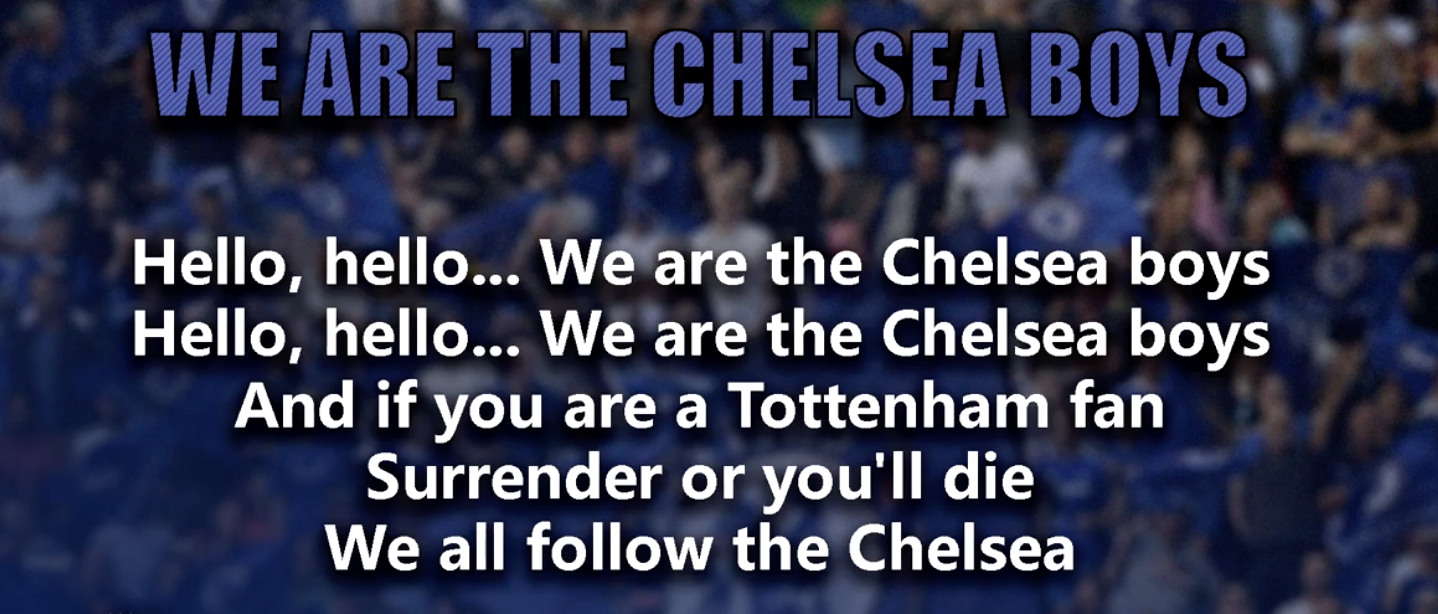 WE ARE THE CHELSEA BOYS
Hello, hello... We are the Chelsea boys
Hello, hello... We are the Chelsea boys
And if you are a Tottenham fan
Surrender or you'll die
We all follow the Chelsea